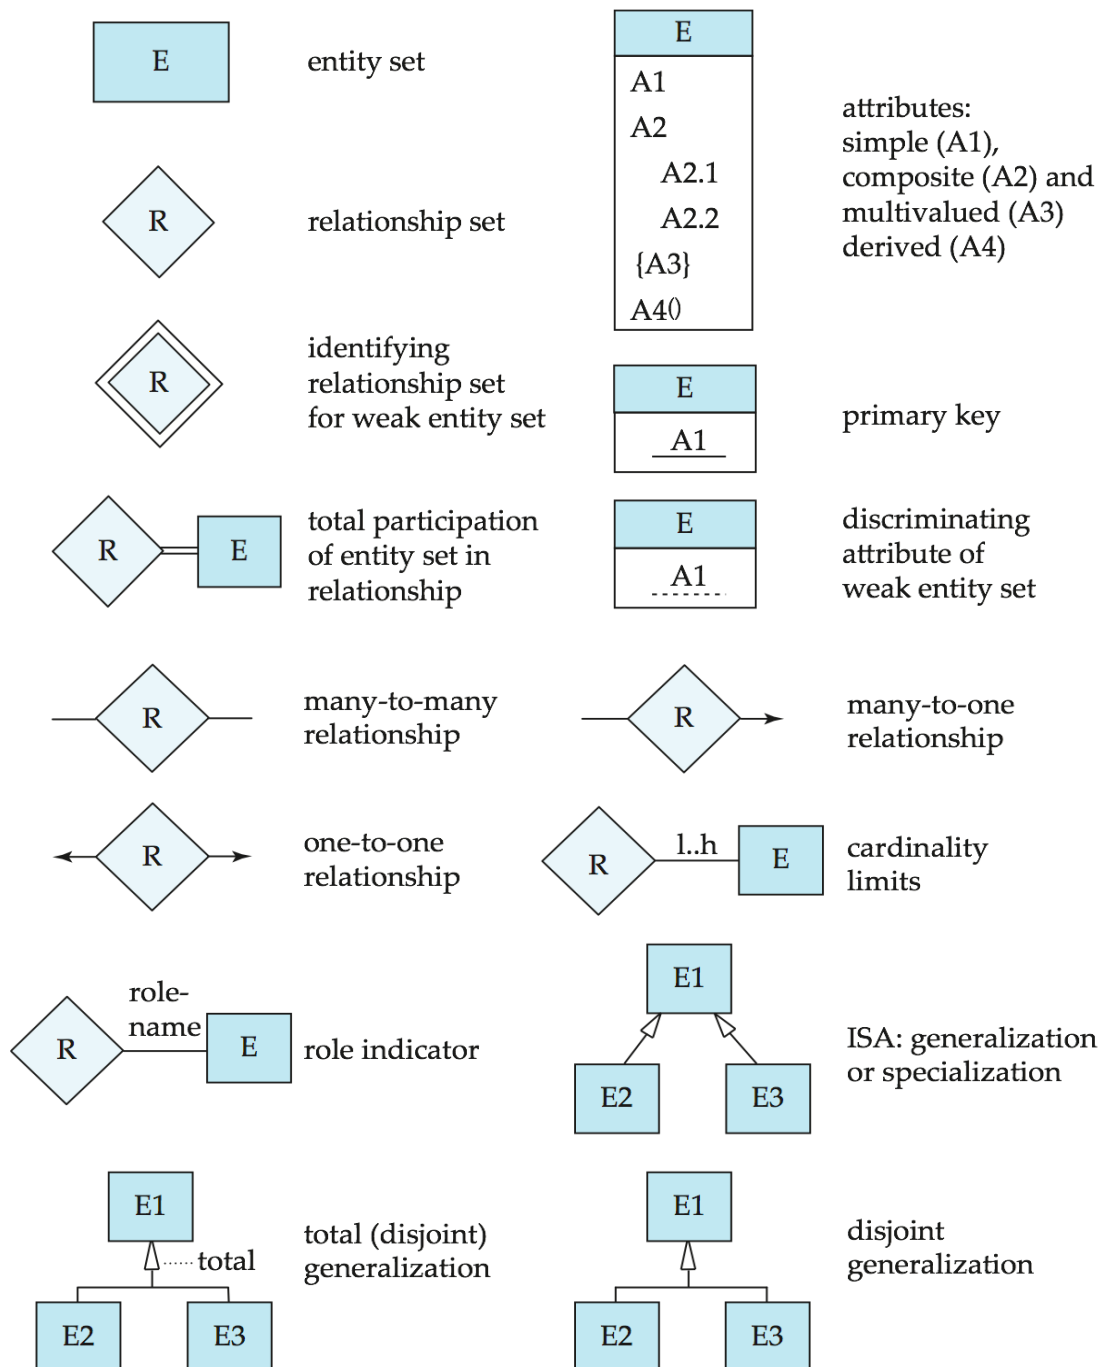 E
entity set
E
A1
A2
A2.1
A2.2
{A3}
A4()
attributes:
simple (A1),
composite (A2) and
multivalued (A3)
derived (A4)
R
relationship set
R
identifying
relationship set
for weak entity set
E
A1
primary key
R
E
total participation
of entity set in
relationship
E
A1
discriminating
attribute of
weak entity set
R
many-to-many
relationship
R
many-to-one
relationship
R
one-to-one
relationship
R
l..h
E
cardinality
limits
R
role-
name
E
role indicator
E1
E2
E3
ISA: generalization
or specialization
E1
total
E2
E3
total (disjoint)
generalization
E1
E2
E3
disjoint
generalization